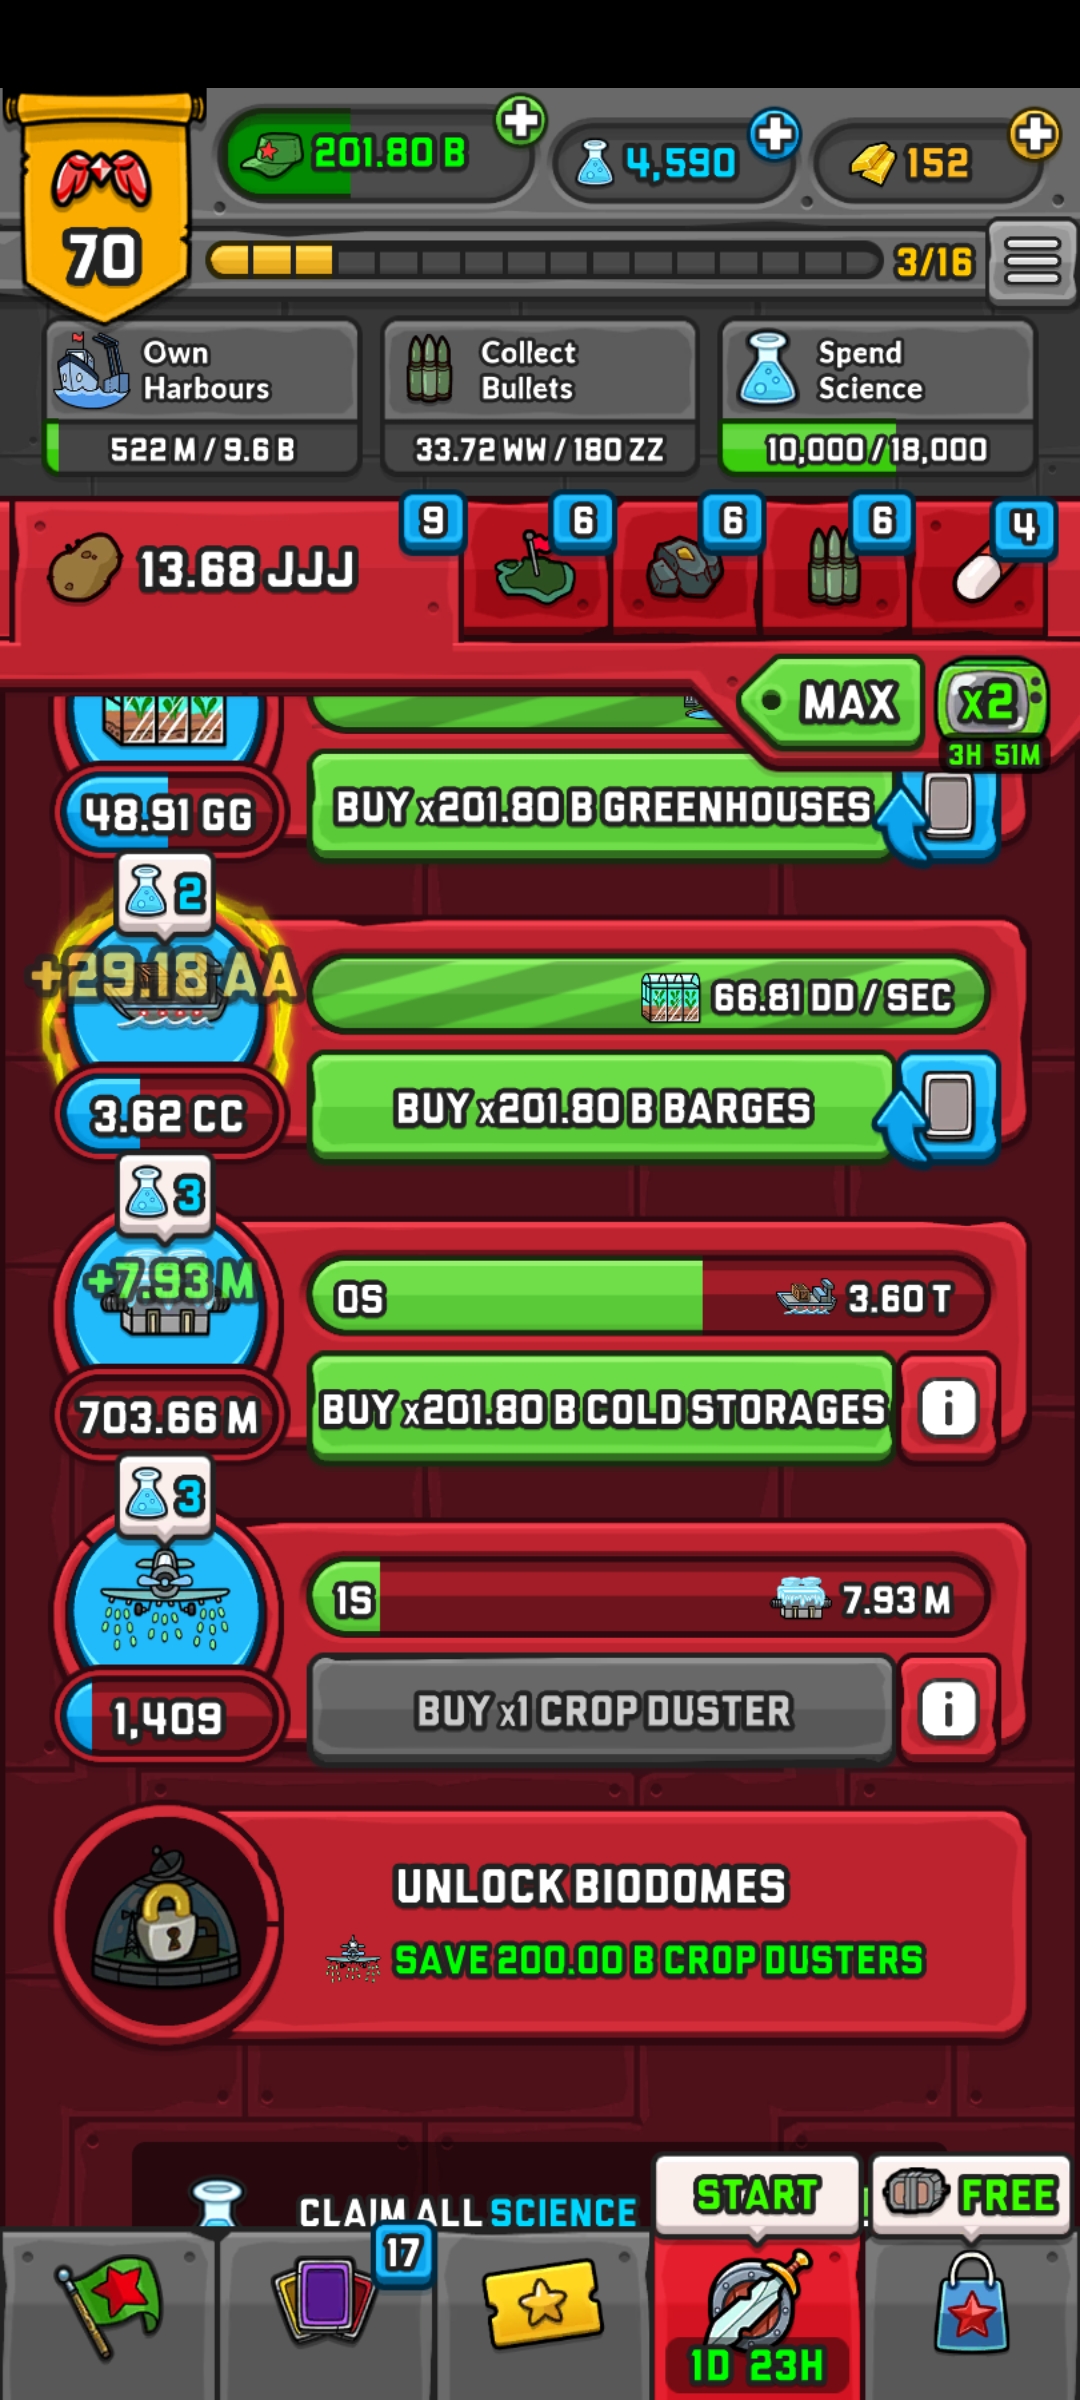 201.80 B
4,590
152
70
3/16
Own
Harbours
522 M / 9.6 B
Collect
Bullets
33.72 WW / 180 ZZ
Spend
Science
10,000 / 18,000
13.68 JJJ
9
6
6
6
4
MAX
x2
3H 51M
48.91 GG
BUY x201.80 B GREENHOUSES
2
+29.18 AA
66.81 DD / SEC
3.62 CC
BUY x201.80 B BARGES
3
+7.93 M
0S
3.60 T
703.66 M
BUY x201.80 B COLD STORAGES
i
3
1S
7.93 M
1,409
BUY x1 CROP DUSTER
i
UNLOCK BIODOMES
SAVE 200.00 B CROP DUSTERS
CLAIM ALL SCIENCE
START
FREE
17
1D 23H